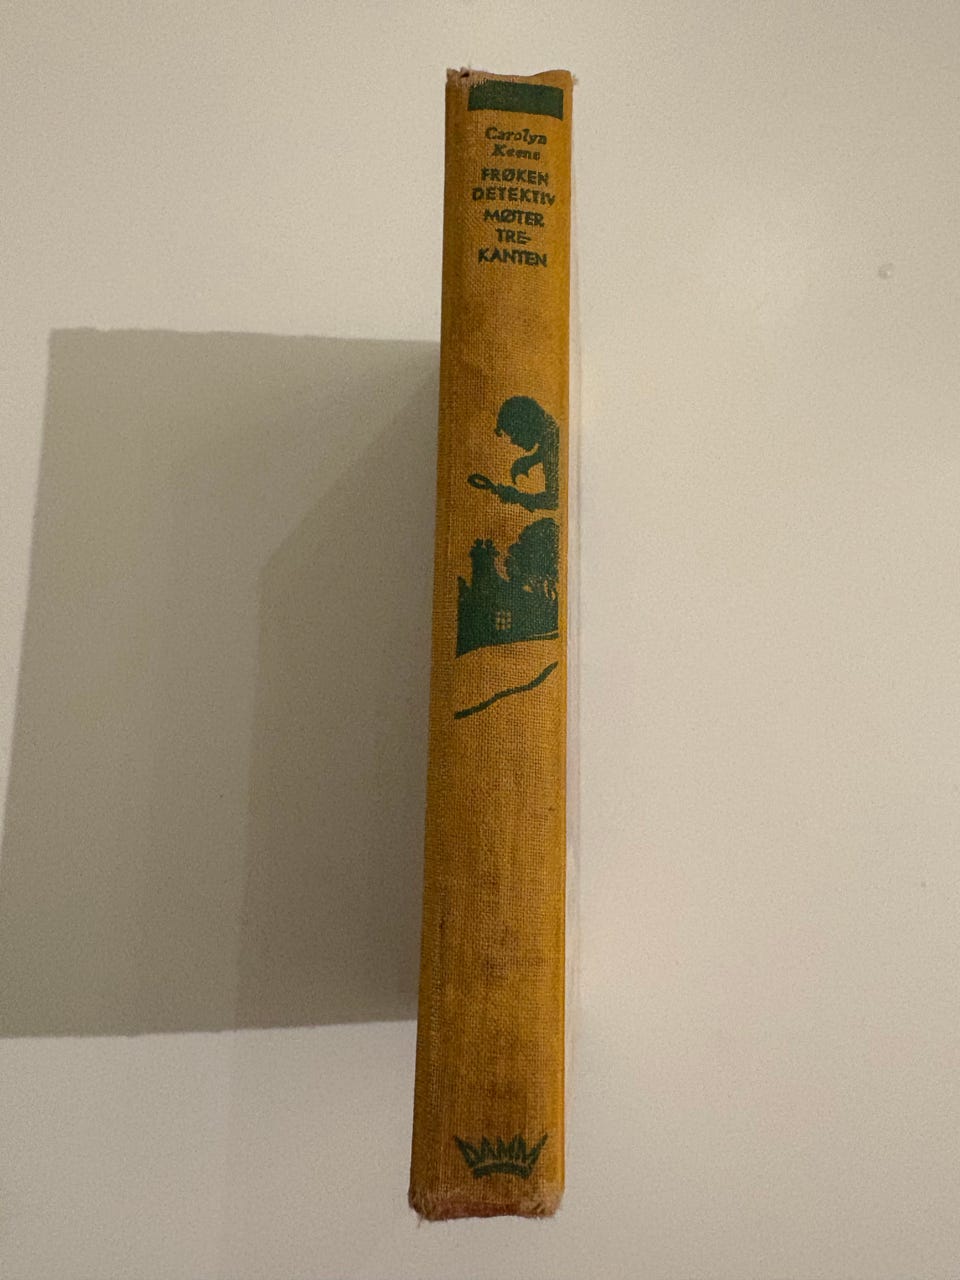 Carolyn
Keene
FRØKEN
DETEKTIV
MØTER
TRE-
KANTEN
DAMM